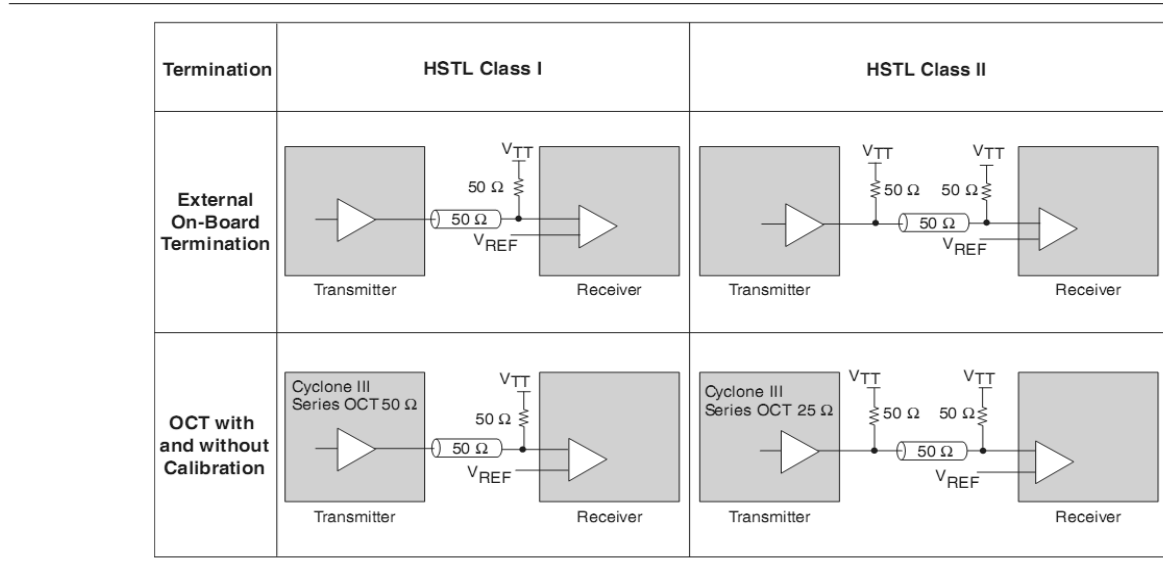 Termination
HSTL Class I
HSTL Class II
External
On-Board
Termination
VTT
50 Ω
50 Ω
VREF
Transmitter
Receiver
VTT
VTT
50 Ω
50 Ω
50 Ω
VREF
Transmitter
Receiver
OCT with
and without
Calibration
Cyclone III
Series OCT 50 Ω
VTT
50 Ω
50 Ω
VREF
Transmitter
Receiver
Cyclone III
Series OCT 25 Ω
VTT
VTT
50 Ω
50 Ω
50 Ω
VREF
Transmitter
Receiver